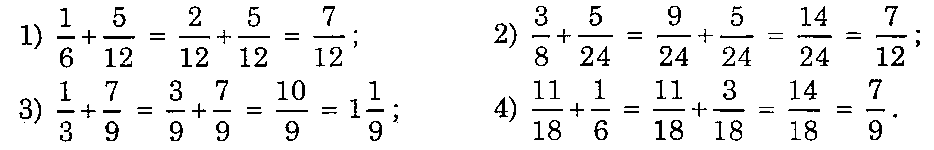 1) 1/6 + 5/12 = 2/12 + 5/12 = 7/12; 2) 3/8 + 5/24 = 9/24 + 5/24 = 14/24 = 7/12;
3) 1/3 + 7/9 = 3/9 + 7/9 = 10/9 = 1 1/9; 4) 11/18 + 1/6 = 11/18 + 3/18 = 14/18 = 7/9.